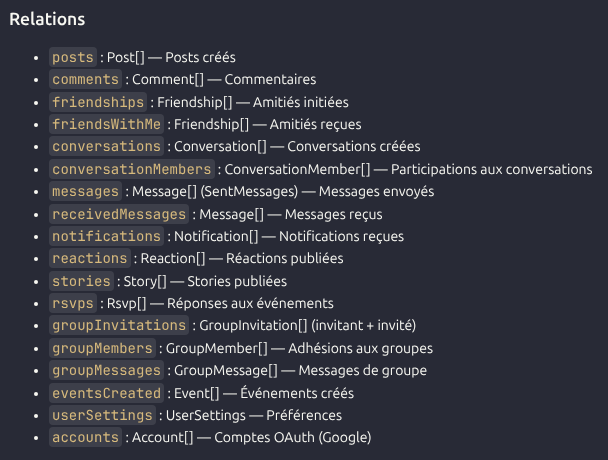 Relations
• posts : Post[] — Posts créés
• comments : Comment[] — Commentaires
• friendships : Friendship[] — Amitiés initiées
• friendsWithMe : Friendship[] — Amitiés reçues
• conversations : Conversation[] — Conversations créées
• conversationMembers : ConversationMember[] — Participations aux conversations
• messages : Message[] (SentMessages) — Messages envoyés
• receivedMessages : Message[] — Messages reçus
• notifications : Notification[] — Notifications reçues
• reactions : Reaction[] — Réactions publiées
• stories : Story[] — Stories publiées
• rsvps : Rsvp[] — Réponses aux événements
• groupInvitations : GroupInvitation[] (invitant + invité)
• groupMembers : GroupMember[] — Adhésions aux groupes
• groupMessages : GroupMessage[] — Messages de groupe
• eventsCreated : Event[] — Événements créés
• userSettings : UserSettings — Préférences
• accounts : Account[] — Comptes OAuth (Google)